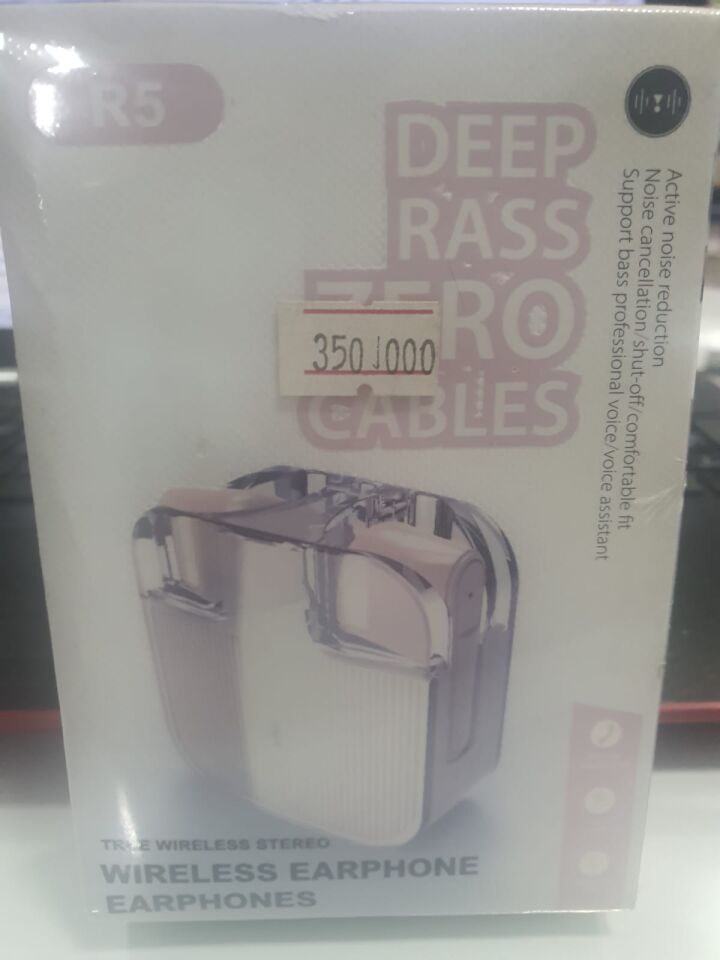 R5
DEEP
RASS
ZERO
CABLES
350,000
Active noise reduction
Noise cancellation/shut-off/comfortable fit
Support bass professional voice/voice assistant
TRUE WIRELESS STEREO
WIRELESS EARPHONE
EARPHONES